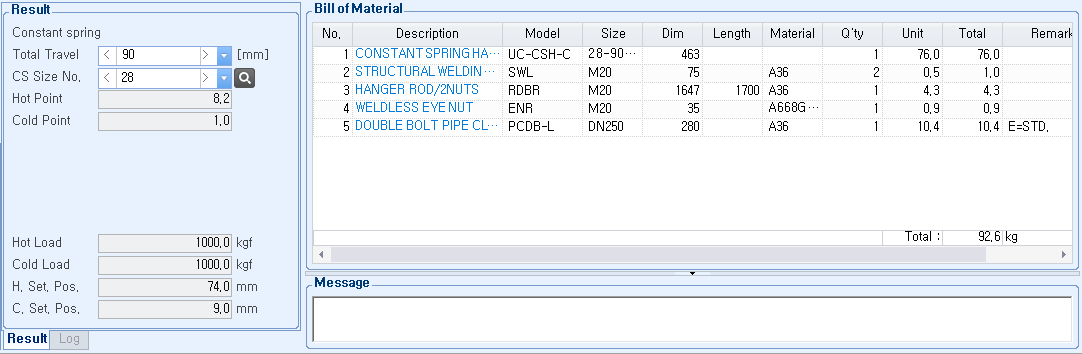 Result
Constant spring
Total Travel < 90 > [mm]
CS Size No. < 28 >
Hot Point 8.2
Cold Point 1.0
Hot Load 1000.0 kgf
Cold Load 1000.0 kgf
H. Set. Pos. 74.0 mm
C. Set. Pos. 9.0 mm
Result Log
Bill of Material
No. Description Model Size Dim Length Material Q'ty Unit Total Remark
1 CONSTANT SPRING HA··· UC-CSH-C 28-90··· 463 1 76.0 76.0
2 STRUCTURAL WELDIN··· SWL M20 75 A36 2 0.5 1.0
3 HANGER ROD/2NUTS RDBR M20 1647 1700 A36 1 4.3 4.3
4 WELDLESS EYE NUT ENR M20 35 A668G··· 1 0.9 0.9
5 DOUBLE BOLT PIPE CL··· PCDB-L DN250 280 A36 1 10.4 10.4 E=STD.
Total : 92.6 kg
Message